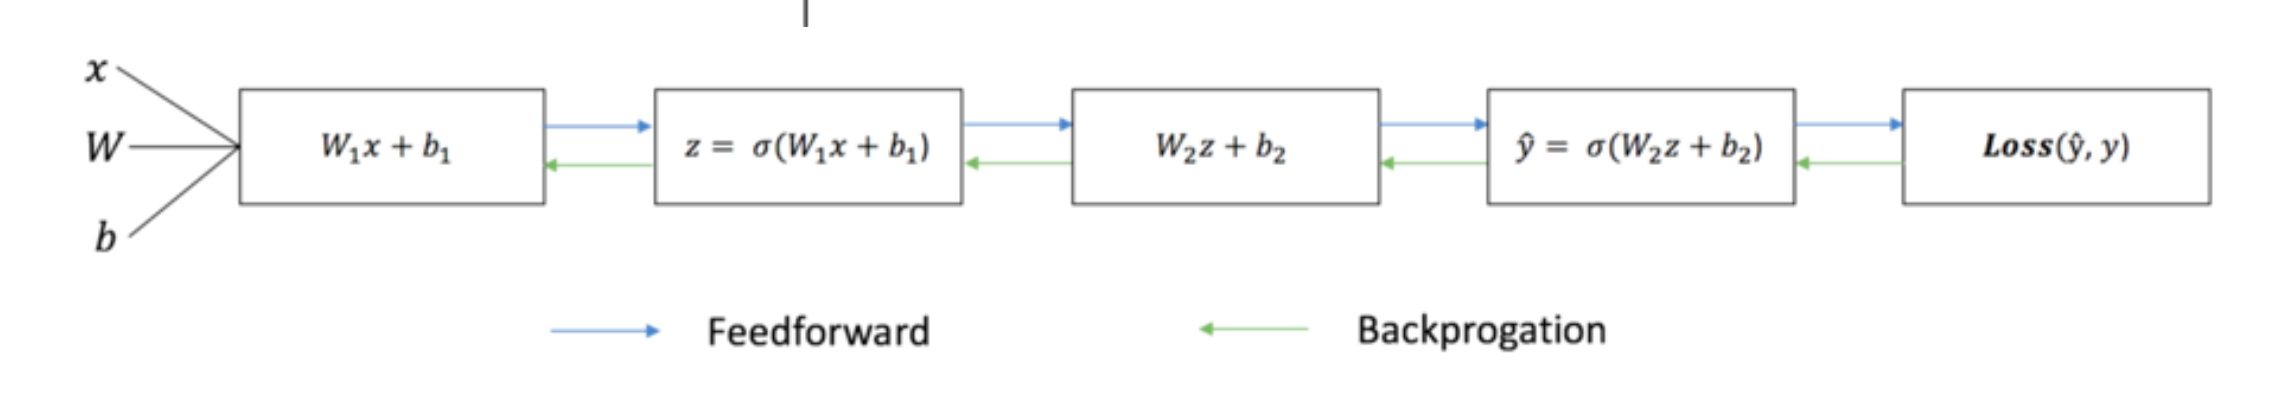 x
W
b
W₁x + b₁
z = σ(W₁x + b₁)
W₂z + b₂
ŷ = σ(W₂z + b₂)
Loss(ŷ, y)
Feedforward
Backprogation